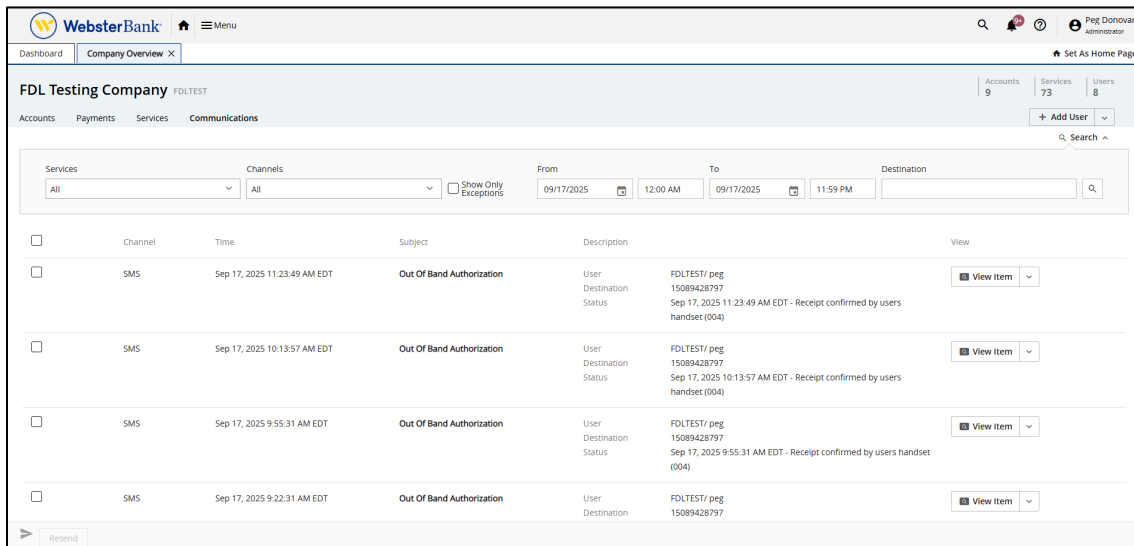 WebsterBank Menu 9+ Peg Donovan
Administrator
Dashboard Company Overview X Set As Home Page
FDL Testing Company FDLTEST Accounts 9 Services 73 Users 8
Accounts Payments Services Communications + Add User
Search
Services Channels From To Destination
All All Show Only Exceptions 09/17/2025 12:00 AM 09/17/2025 11:59 PM
Channel Time Subject Description View
SMS Sep 17, 2025 11:23:49 AM EDT Out Of Band Authorization User FDLTEST/ peg View Item
Destination 15089428797
Status Sep 17, 2025 11:23:49 AM EDT - Receipt confirmed by users
handset (004)
SMS Sep 17, 2025 10:13:57 AM EDT Out Of Band Authorization User FDLTEST/ peg View Item
Destination 15089428797
Status Sep 17, 2025 10:13:57 AM EDT - Receipt confirmed by users
handset (004)
SMS Sep 17, 2025 9:55:31 AM EDT Out Of Band Authorization User FDLTEST/ peg View Item
Destination 15089428797
Status Sep 17, 2025 9:55:31 AM EDT - Receipt confirmed by users handset
(004)
SMS Sep 17, 2025 9:22:31 AM EDT Out Of Band Authorization User FDLTEST/ peg View Item
Destination 15089428797
Resend